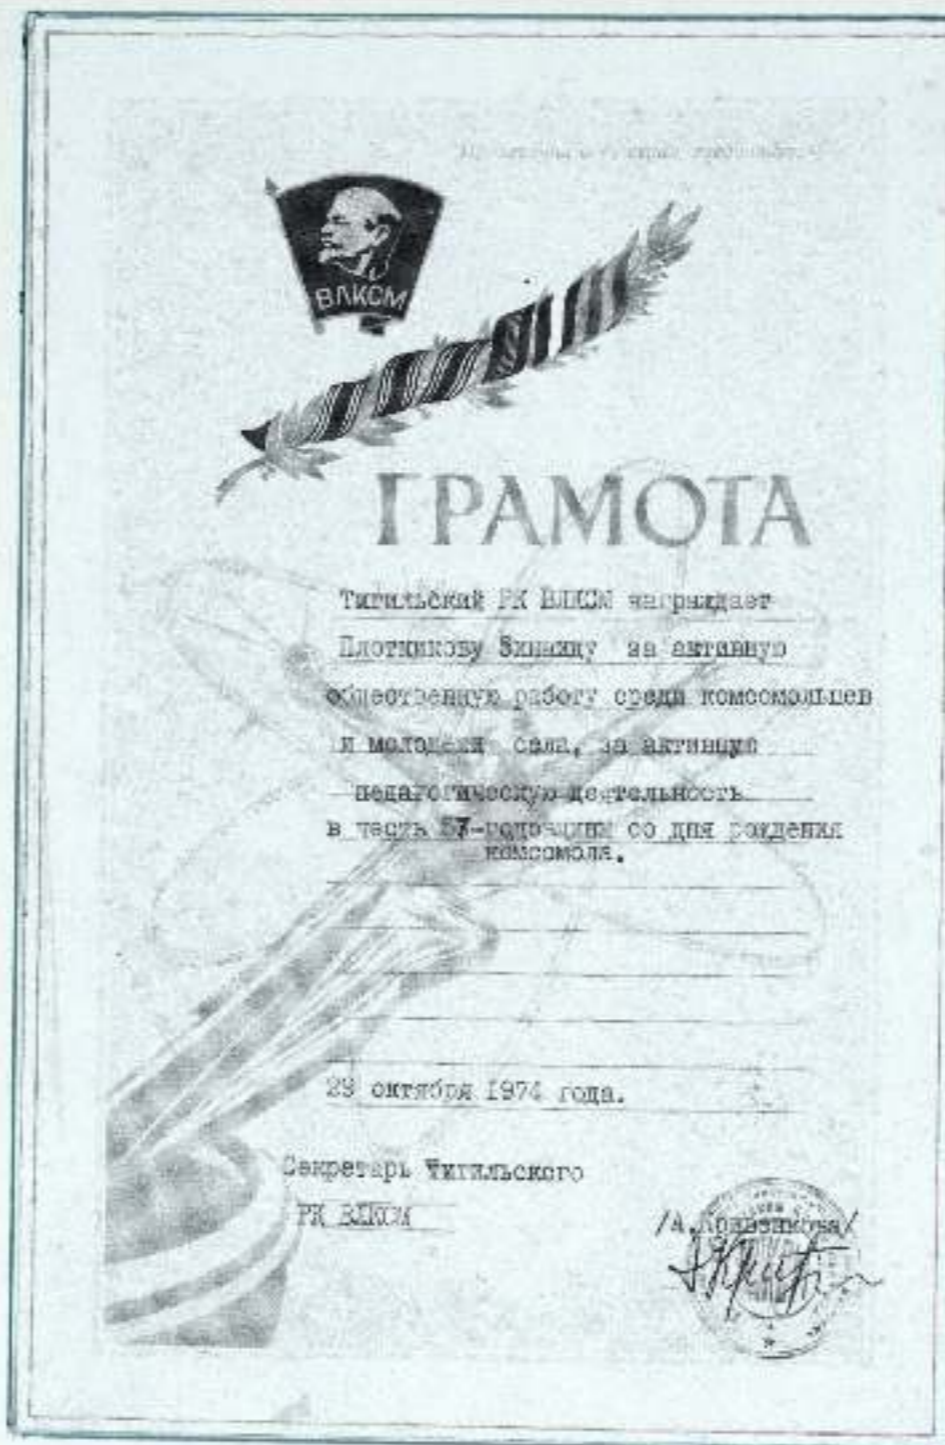 ВЛКСМ
ГРАМОТА
Тигильский РК ВЛКСМ награждает
Плотникову Зинаиду за активную
общественную работу среди комсомольцев
и молодежи села, за активную
педагогическую деятельность
в честь 57-годовщины со дня рождения
комсомола.
29 октября 1974 года.
Секретарь Тигильского
РК ВЛКСМ
/А.